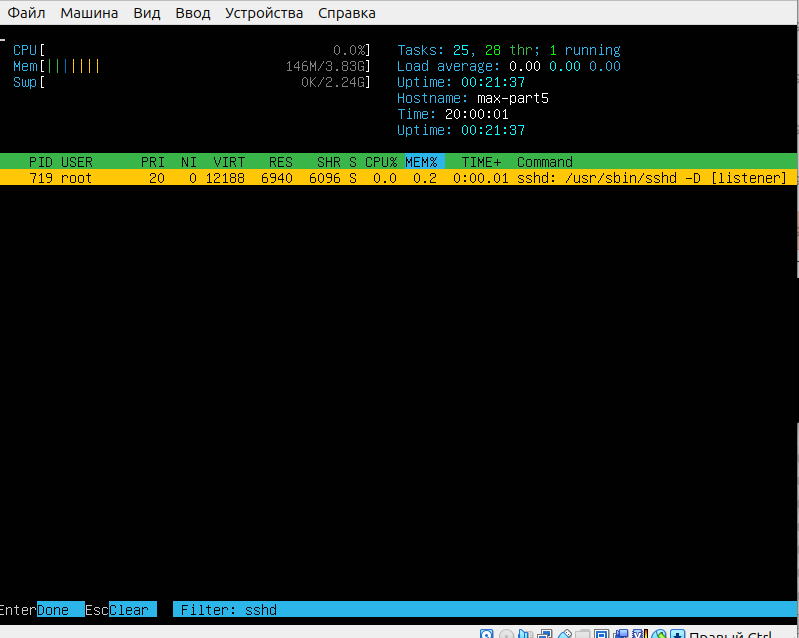 Файл Машина Вид Ввод Устройства Справка
CPU[ 0.0%] Tasks: 25, 28 thr; 1 running
Mem[||||||| 146M/3.83G] Load average: 0.00 0.00 0.00
Swp[ 0K/2.24G] Uptime: 00:21:37
Hostname: max-part5
Time: 20:00:01
Uptime: 00:21:37
PID USER PRI NI VIRT RES SHR S CPU% MEM% TIME+ Command
719 root 20 0 12188 6940 6096 S 0.0 0.2 0:00.01 sshd: /usr/sbin/sshd -D [listener]
EnterDone EscClear Filter: sshd
Правый Ctrl